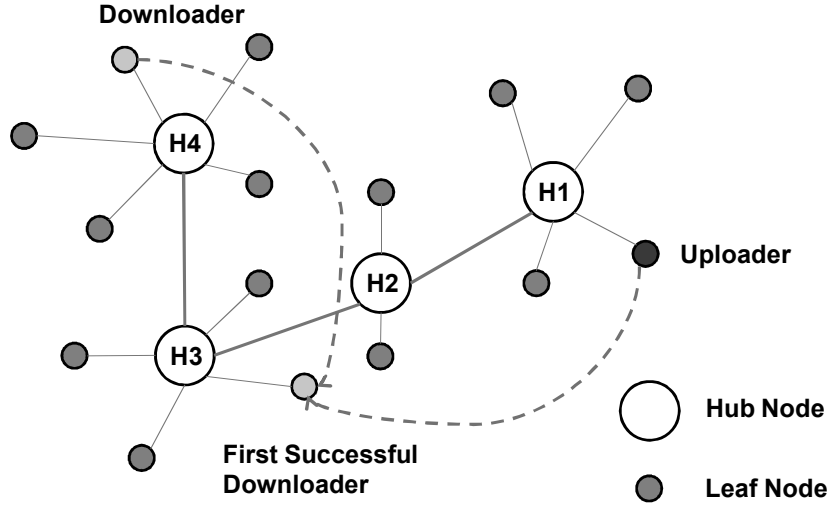 Downloader
H4
H1
Uploader
H2
H3
Hub Node
First Successful
Downloader
Leaf Node